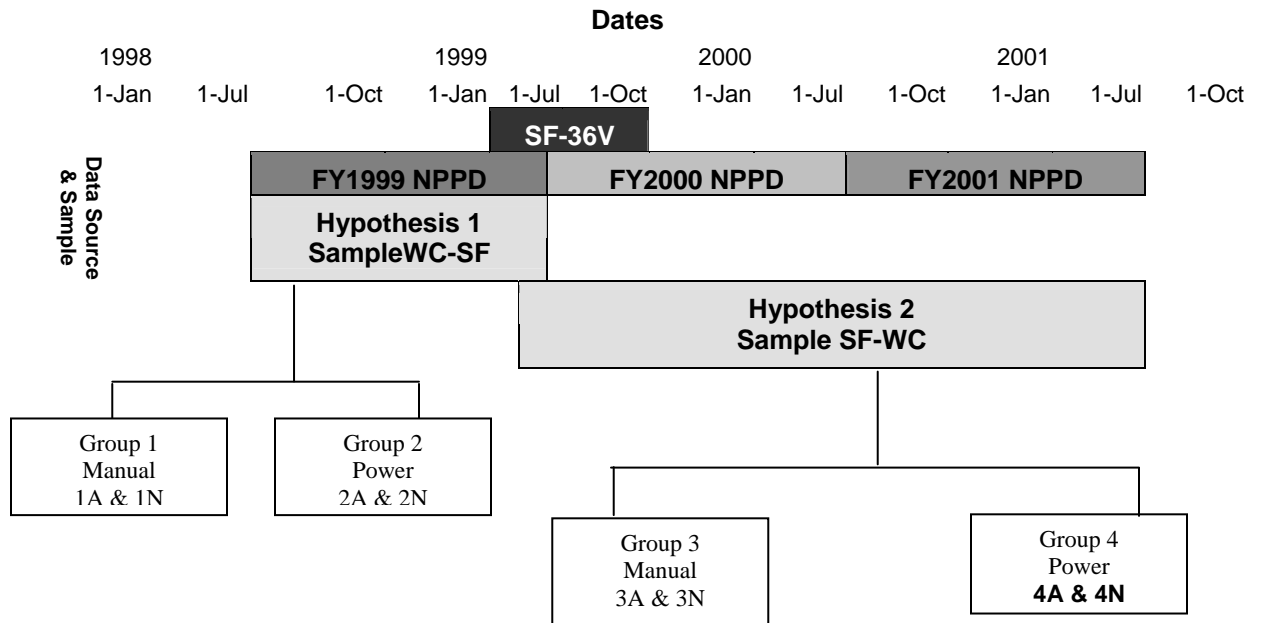 Dates
1998 1999 2000 2001
1-Jan 1-Jul 1-Oct 1-Jan 1-Jul 1-Oct 1-Jan 1-Jul 1-Oct 1-Jan 1-Jul 1-Oct
SF-36V
Data Source
& Sample
FY1999 NPPD FY2000 NPPD FY2001 NPPD
Hypothesis 1
SampleWC-SF
Hypothesis 2
Sample SF-WC
Group 1
Manual
1A & 1N
Group 2
Power
2A & 2N
Group 3
Manual
3A & 3N
Group 4
Power
4A & 4N